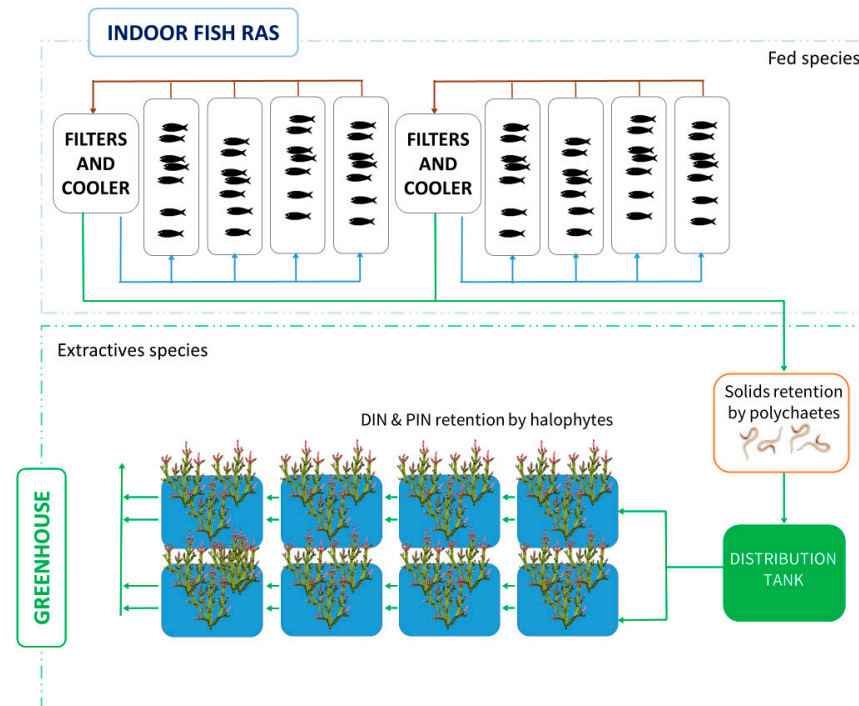 INDOOR FISH RAS
Fed species
FILTERS
AND
COOLER
FILTERS
AND
COOLER
Extractives species
Solids retention
by polychaetes
DIN & PIN retention by halophytes
GREENHOUSE
DISTRIBUTION
TANK